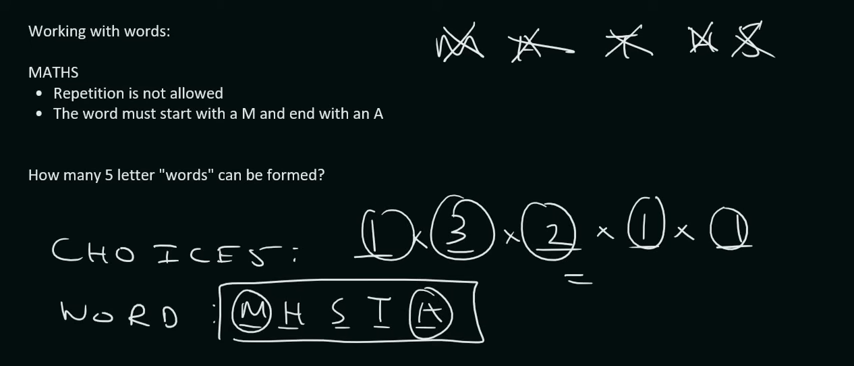 Working with words:
M A T H S
MATHS
• Repetition is not allowed
• The word must start with a M and end with an A
How many 5 letter "words" can be formed?
CHOICES: 1 × 3 × 2 × 1 × 1
=
WORD : M H S T A